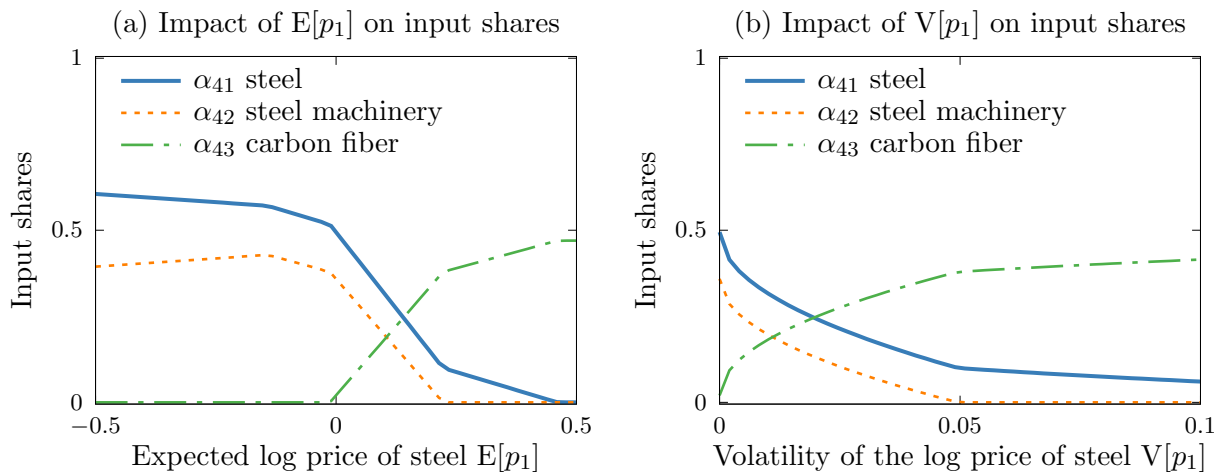 (a) Impact of E[p₁] on input shares
1
α₄₁ steel
α₄₂ steel machinery
α₄₃ carbon fiber
Input shares
0.5
0
−0.5
0
0.5
Expected log price of steel E[p₁]
(b) Impact of V[p₁] on input shares
1
α₄₁ steel
α₄₂ steel machinery
α₄₃ carbon fiber
Input shares
0.5
0
0
0.05
0.1
Volatility of the log price of steel V[p₁]